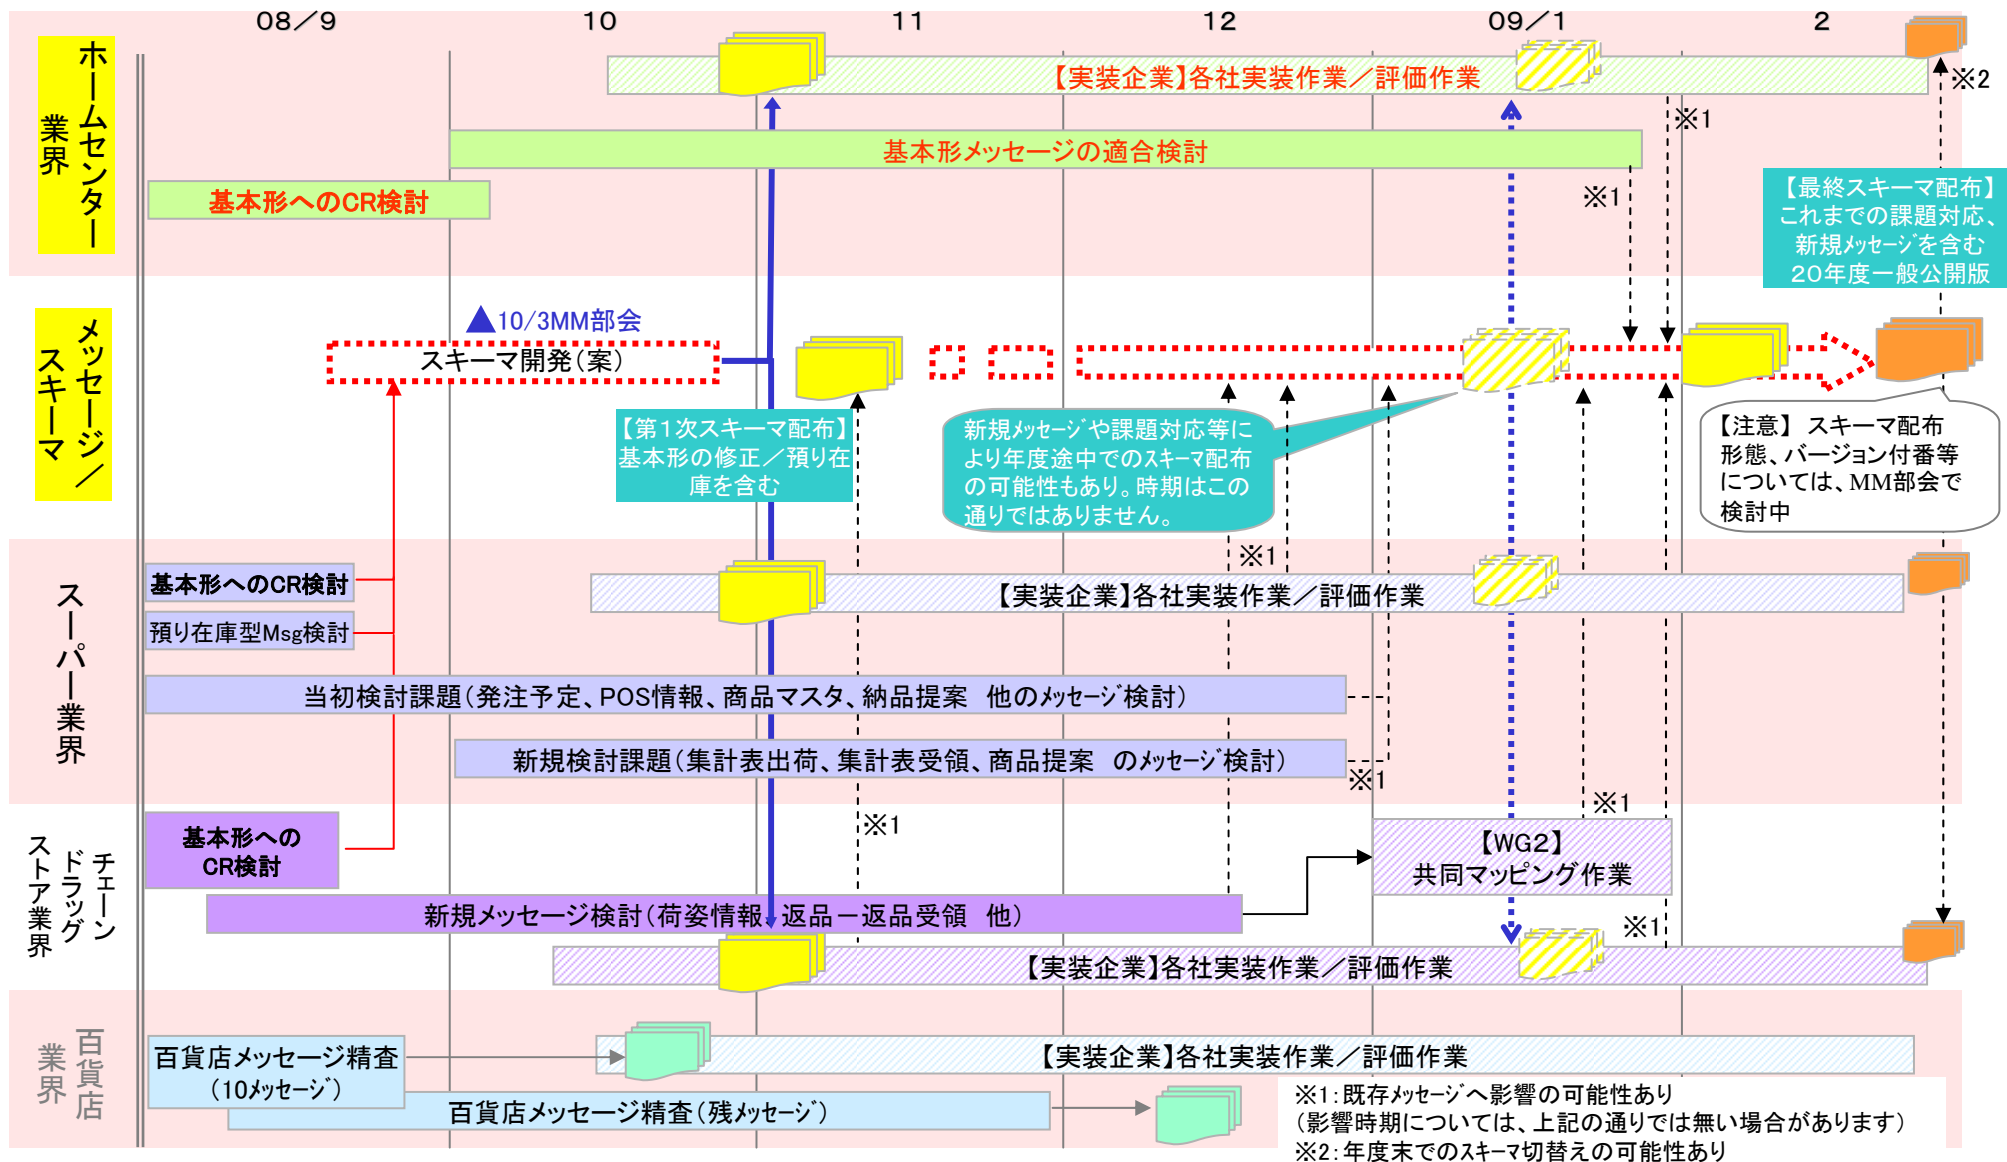 08／9
10
11
12
09／1
2
ホームセンター
業界
【実装企業】各社実装作業／評価作業
※2
※1
基本形メッセージの適合検討
基本形へのCR検討
※1
【最終スキーマ配布】
これまでの課題対応、
新規ﾒｯｾｰｼﾞを含む
20年度一般公開版
メッセージ／
スキーマ
▲10/3MM部会
スキーマ開発（案）
【第１次スキーマ配布】
基本形の修正／預り在
庫を含む
新規ﾒｯｾｰｼﾞや課題対応等に
より年度途中でのｽｷｰﾏ配布
の可能性もあり。時期はこの
通りではありません。
【注意】 スキーマ配布
形態、バージョン付番等
については、MM部会で
検討中
スーパー業界
※1
基本形へのCR検討
【実装企業】各社実装作業／評価作業
預り在庫型Msg検討
当初検討課題（発注予定、POS情報、商品マスタ、納品提案　他のﾒｯｾｰｼﾞ検討）
新規検討課題（集計表出荷、集計表受領、商品提案　のﾒｯｾｰｼﾞ検討）
※1
チェーン
ドラッグ
ストア業界
※1
※1
基本形への
CR検討
【WG2】
共同マッピング作業
新規メッセージ検討（荷姿情報、返品－返品受領　他）
※1
【実装企業】各社実装作業／評価作業
百貨店
業界
百貨店メッセージ精査
（10ﾒｯｾｰｼﾞ）
【実装企業】各社実装作業／評価作業
百貨店メッセージ精査（残ﾒｯｾｰｼﾞ）
※1：既存ﾒｯｾｰｼﾞへ影響の可能性あり
（影響時期については、上記の通りでは無い場合があります）
※2：年度末でのｽｷｰﾏ切替えの可能性あり